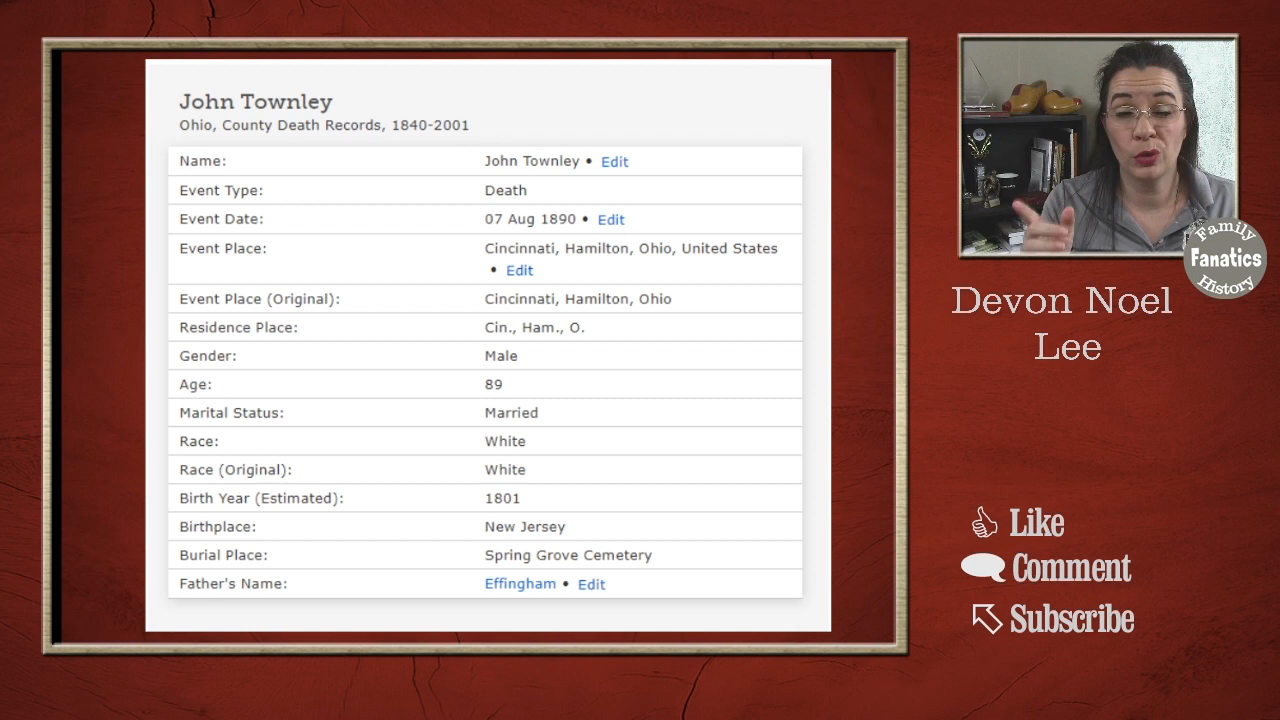 John Townley
Ohio, County Death Records, 1840-2001
Name: John Townley • Edit
Event Type: Death
Event Date: 07 Aug 1890 • Edit
Event Place: Cincinnati, Hamilton, Ohio, United States
• Edit
Event Place (Original): Cincinnati, Hamilton, Ohio
Residence Place: Cin., Ham., O.
Gender: Male
Age: 89
Marital Status: Married
Race: White
Race (Original): White
Birth Year (Estimated): 1801
Birthplace: New Jersey
Burial Place: Spring Grove Cemetery
Father's Name: Effingham • Edit
Family
Fanatics
History
Devon Noel
Lee
Like
Comment
Subscribe